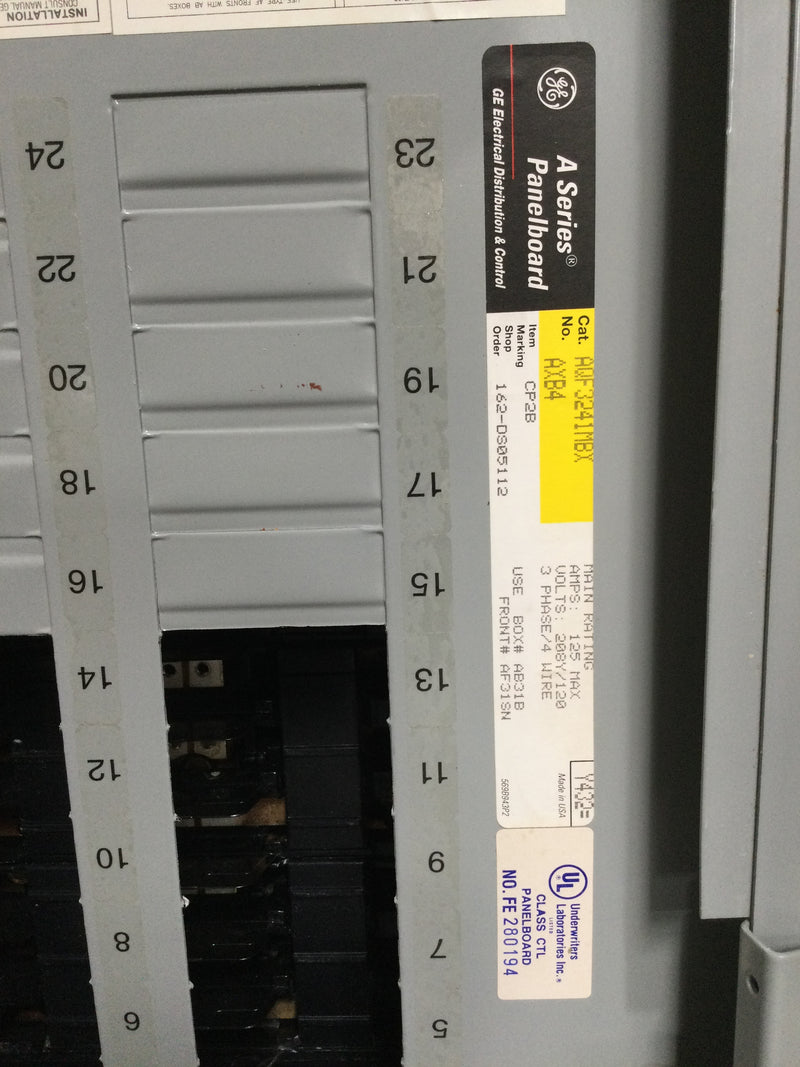 INSTALLATION
CONSULT MANUAL GE
USE TYPE AF FRONTS WITH AB BOXES.
24
22
20
18
16
14
12
10
8
6
23
21
19
17
15
13
11
9
7
5
GE
A Series®
Panelboard
GE Electrical Distribution & Control
Cat. No. AQF3241MBX
AXB4
Item Marking CP2B
Shop Order 162-DS05112
MAIN RATING
AMPS: 125 MAX
VOLTS: 208Y/120
3 PHASE/4 WIRE
USE BOX# AB31B
FRONT# AF31SN
Y432=
Made in USA
569B943P2
UL
Underwriters
Laboratories Inc.®
LISTED
CLASS CTL
PANELBOARD
NO. FE 280194